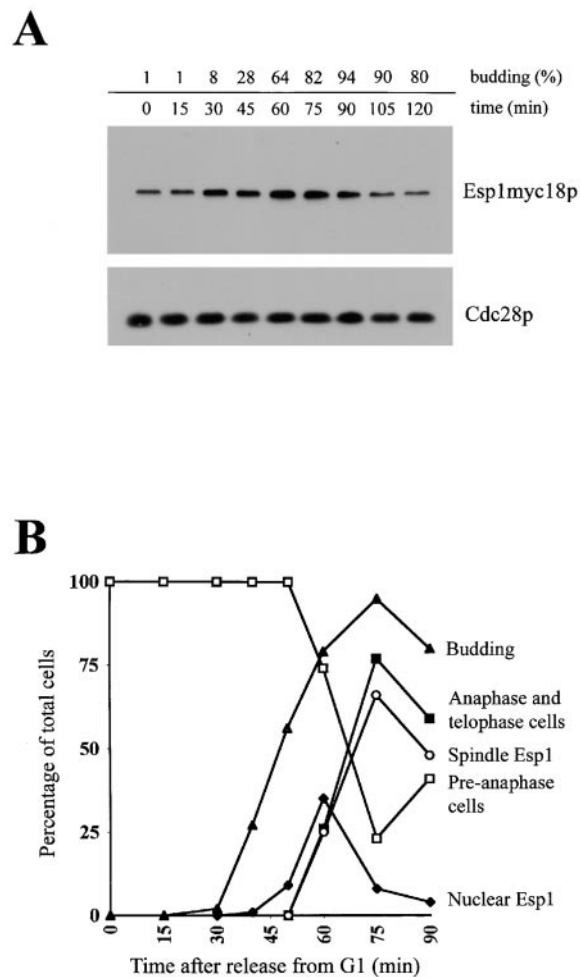 A
1 1 8 28 64 82 94 90 80 budding (%)
0 15 30 45 60 75 90 105 120 time (min)
Esp1myc18p
Cdc28p
B
100
75
50
25
0
Percentage of total cells
0 15 30 45 60 75 90
Time after release from G1 (min)
Budding
Anaphase and
telophase cells
Spindle Esp1
Pre-anaphase
cells
Nuclear Esp1